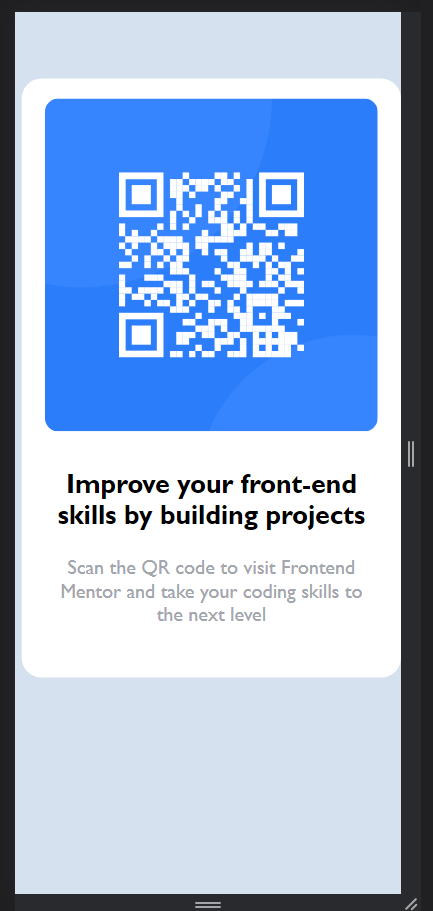 Improve your front-end
skills by building projects
Scan the QR code to visit Frontend
Mentor and take your coding skills to
the next level